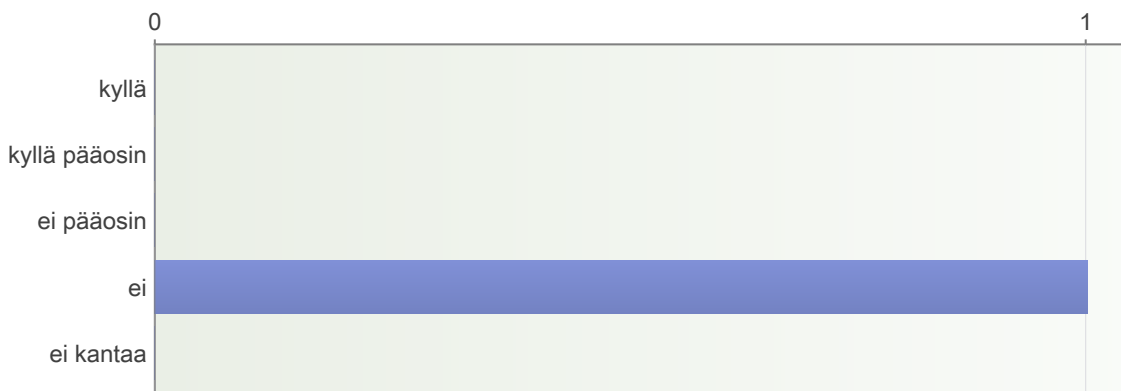 0 1
kyllä
kyllä pääosin
ei pääosin
ei
ei kantaa